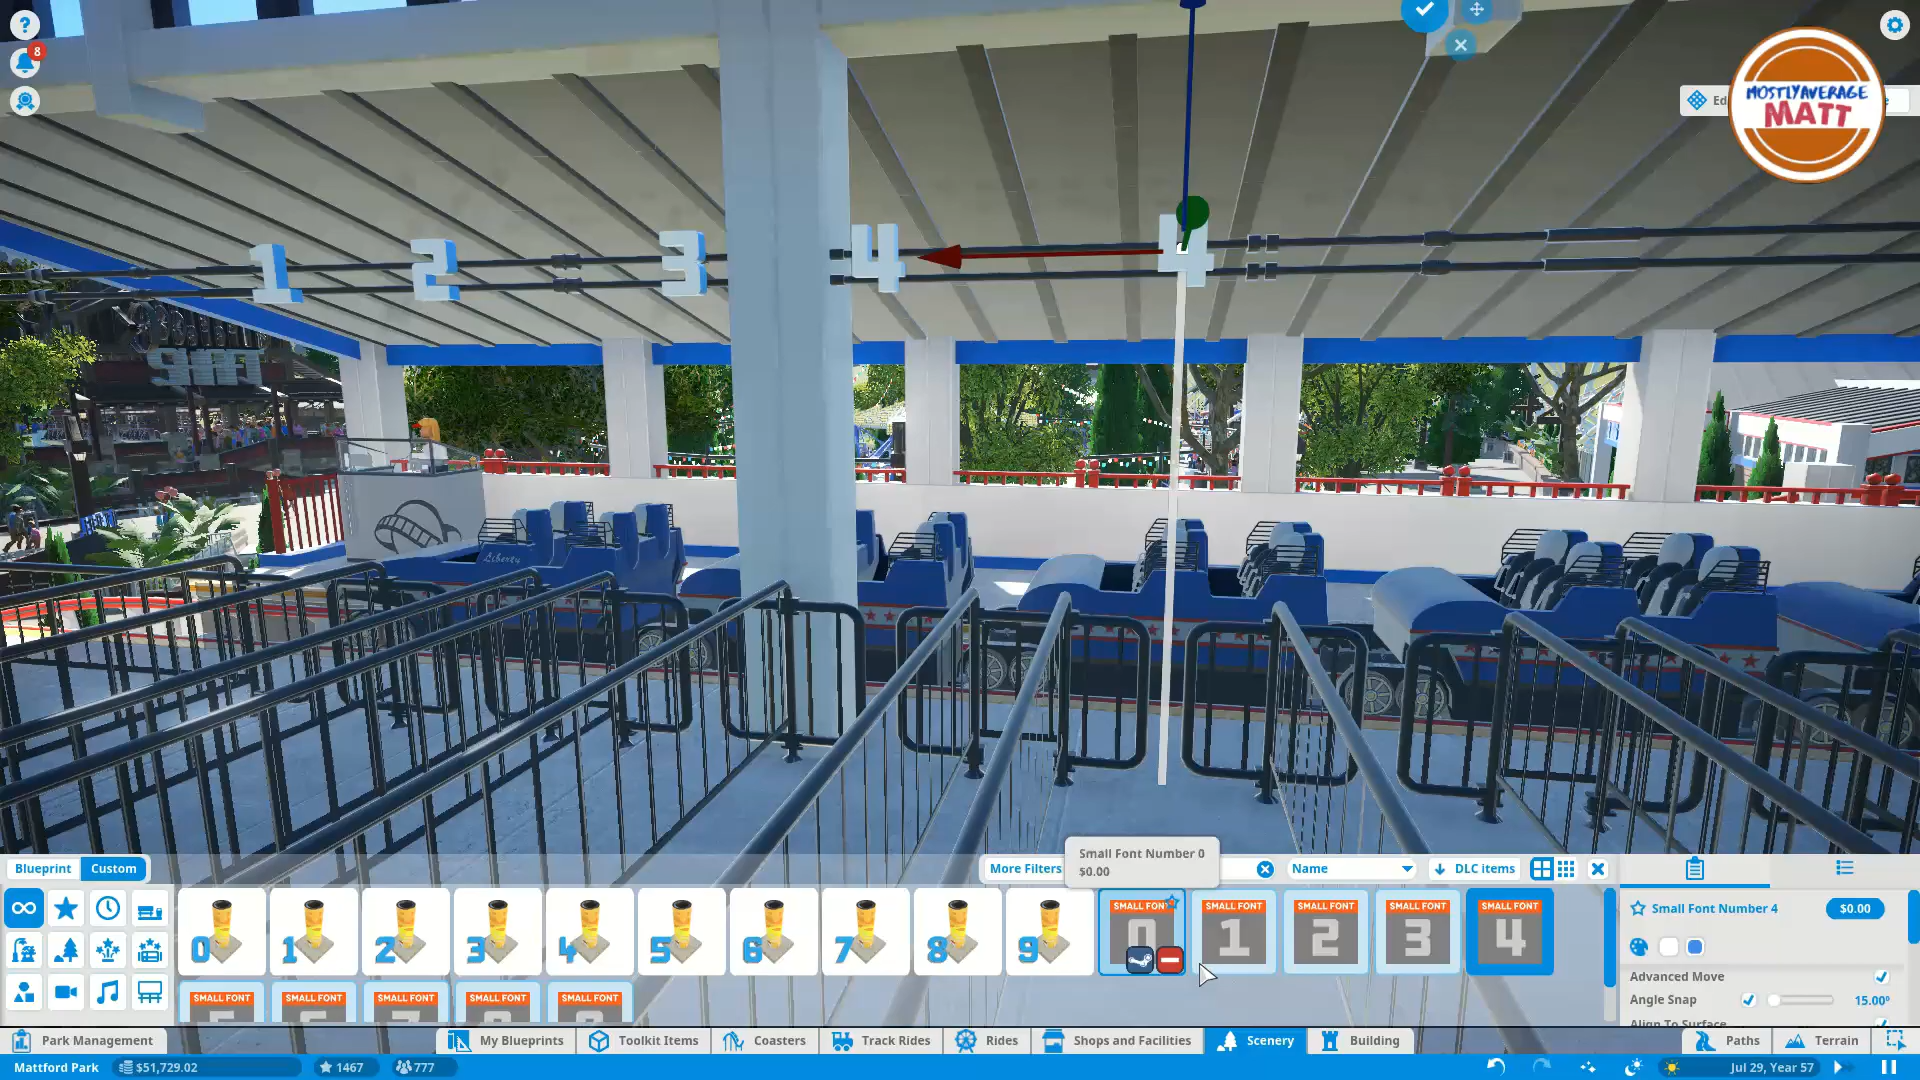 ?
8
MOSTLYAVERAGE
MATT
Ed
1
2
3
4
4
Liberty
Blueprint
Custom
More Filters
Small Font Number 0
$0.00
Name
DLC items
0
1
2
3
4
5
6
7
8
9
SMALL FONT
0
SMALL FONT
1
SMALL FONT
2
SMALL FONT
3
SMALL FONT
4
SMALL FONT
SMALL FONT
SMALL FONT
SMALL FONT
SMALL FONT
Small Font Number 4
$0.00
Advanced Move
Angle Snap
15.00°
Align To Surface
Park Management
My Blueprints
Toolkit Items
Coasters
Track Rides
Rides
Shops and Facilities
Scenery
Building
Paths
Terrain
Mattford Park
$51,729.02
1467
777
Jul 29, Year 57